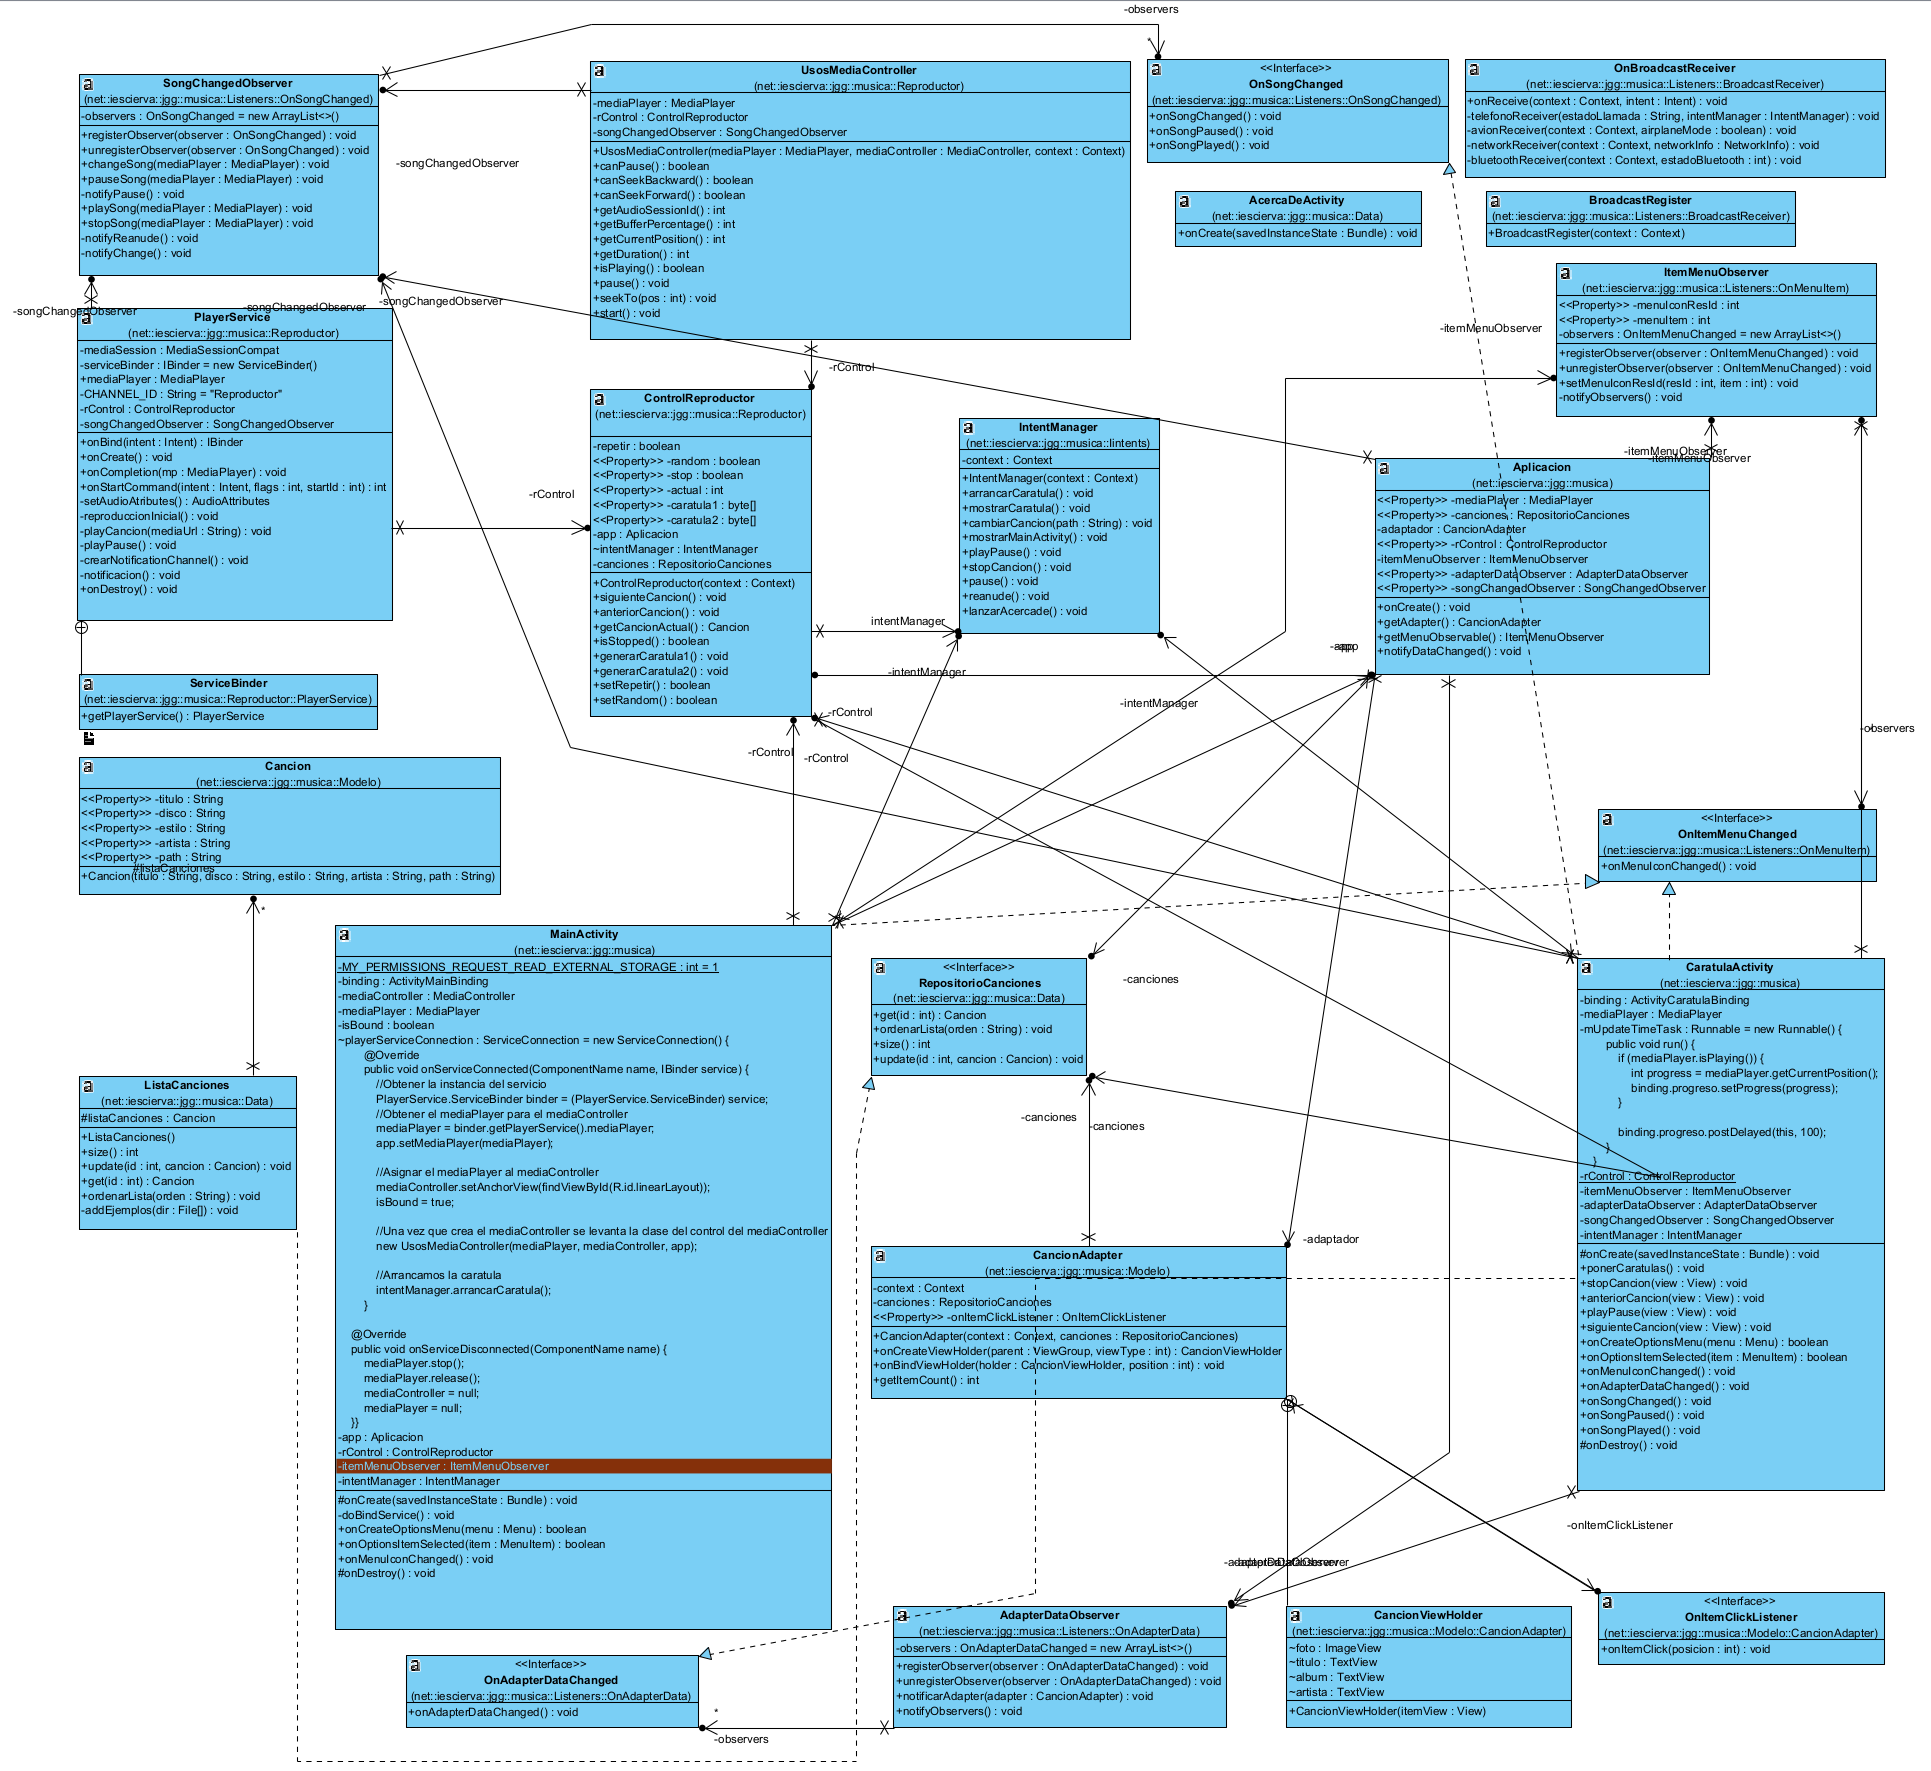 -observers
*
SongChangedObserver
(net::iescierva::jgg::musica::Listeners::OnSongChanged)
-observers : OnSongChanged = new ArrayList<>()
+registerObserver(observer : OnSongChanged) : void
+unregisterObserver(observer : OnSongChanged) : void
+changeSong(mediaPlayer : MediaPlayer) : void
+pauseSong(mediaPlayer : MediaPlayer) : void
-notifyPause() : void
+playSong(mediaPlayer : MediaPlayer) : void
+stopSong(mediaPlayer : MediaPlayer) : void
-notifyReanude() : void
-notifyChange() : void
-songChangedObserver
UsosMediaController
(net::iescierva::jgg::musica::Reproductor)
-mediaPlayer : MediaPlayer
-rControl : ControlReproductor
-songChangedObserver : SongChangedObserver
+UsosMediaController(mediaPlayer : MediaPlayer, mediaController : MediaController, context : Context)
+canPause() : boolean
+canSeekBackward() : boolean
+canSeekForward() : boolean
+getAudioSessionId() : int
+getBufferPercentage() : int
+getCurrentPosition() : int
+getDuration() : int
+isPlaying() : boolean
+pause() : void
+seekTo(pos : int) : void
+start() : void
<<Interface>>
OnSongChanged
(net::iescierva::jgg::musica::Listeners::OnSongChanged)
+onSongChanged() : void
+onSongPaused() : void
+onSongPlayed() : void
OnBroadcastReceiver
(net::iescierva::jgg::musica::Listeners::BroadcastReceiver)
+onReceive(context : Context, intent : Intent) : void
-telefonoReceiver(estadoLlamada : String, intentManager : IntentManager) : void
-avionReceiver(context : Context, airplaneMode : boolean) : void
-networkReceiver(context : Context, networkInfo : NetworkInfo) : void
-bluetoothReceiver(context : Context, estadoBluetooth : int) : void
AcercaDeActivity
(net::iescierva::jgg::musica::Data)
+onCreate(savedInstanceState : Bundle) : void
BroadcastRegister
(net::iescierva::jgg::musica::Listeners::BroadcastReceiver)
+BroadcastRegister(context : Context)
ItemMenuObserver
(net::iescierva::jgg::musica::Listeners::OnMenuItem)
<<Property>> -menuIconResId : int
<<Property>> -menuItem : int
-observers : OnItemMenuChanged = new ArrayList<>()
+registerObserver(observer : OnItemMenuChanged) : void
+unregisterObserver(observer : OnItemMenuChanged) : void
+setMenuIconResId(resId : int, item : int) : void
-notifyObservers() : void
-itemMenuObserver
-songChangedObserver
-songChangedObserver
-songChangedObserver
PlayerService
(net::iescierva::jgg::musica::Reproductor)
-mediaSession : MediaSessionCompat
-serviceBinder : IBinder = new ServiceBinder()
+mediaPlayer : MediaPlayer
-CHANNEL_ID : String = "Reproductor"
-rControl : ControlReproductor
-songChangedObserver : SongChangedObserver
+onBind(intent : Intent) : IBinder
+onCreate() : void
+onCompletion(mp : MediaPlayer) : void
+onStartCommand(intent : Intent, flags : int, startId : int) : int
-setAudioAtributes() : AudioAttributes
-reproduccionInicial() : void
-playCancion(mediaUrl : String) : void
-playPause() : void
-crearNotificationChannel() : void
-notificacion() : void
+onDestroy() : void
-rControl
-rControl
ControlReproductor
(net::iescierva::jgg::musica::Reproductor)
-repetir : boolean
<<Property>> -random : boolean
<<Property>> -stop : boolean
<<Property>> -actual : int
<<Property>> -caratula1 : byte[]
<<Property>> -caratula2 : byte[]
-app : Aplicacion
~intentManager : IntentManager
-canciones : RepositorioCanciones
+ControlReproductor(context : Context)
+siguienteCancion() : void
+anteriorCancion() : void
+getCancionActual() : Cancion
+isStopped() : boolean
+generarCaratula1() : void
+generarCaratula2() : void
+setRepetir() : boolean
+setRandom() : boolean
IntentManager
(net::iescierva::jgg::musica::Iintents)
-context : Context
+IntentManager(context : Context)
+arrancarCaratula() : void
+mostrarCaratula() : void
+cambiarCancion(path : String) : void
+mostrarMainActivity() : void
+playPause() : void
+stopCancion() : void
+pause() : void
+reanude() : void
+lanzarAcercade() : void
-itemMenuObserver
-itemMenuObserver
Aplicacion
(net::iescierva::jgg::musica)
<<Property>> -mediaPlayer : MediaPlayer
<<Property>> -canciones : RepositorioCanciones
-adaptador : CancionAdapter
<<Property>> -rControl : ControlReproductor
-itemMenuObserver : ItemMenuObserver
<<Property>> -adapterDataObserver : AdapterDataObserver
<<Property>> -songChangedObserver : SongChangedObserver
+onCreate() : void
+getAdapter() : CancionAdapter
+getMenuObservable() : ItemMenuObserver
+notifyDataChanged() : void
intentManager
-app
-intentManager
-intentManager
-rControl
-rControl
-rControl
-observers
ServiceBinder
(net::iescierva::jgg::musica::Reproductor::PlayerService)
+getPlayerService() : PlayerService
Cancion
(net::iescierva::jgg::musica::Modelo)
<<Property>> -titulo : String
<<Property>> -disco : String
<<Property>> -estilo : String
<<Property>> -artista : String
<<Property>> -path : String
#listaCanciones
+Cancion(titulo : String, disco : String, estilo : String, artista : String, path : String)
*
<<Interface>>
OnItemMenuChanged
(net::iescierva::jgg::musica::Listeners::OnMenuItem)
+onMenuIconChanged() : void
MainActivity
(net::iescierva::jgg::musica)
-MY_PERMISSIONS_REQUEST_READ_EXTERNAL_STORAGE : int = 1
-binding : ActivityMainBinding
-mediaController : MediaController
-mediaPlayer : MediaPlayer
-isBound : boolean
~playerServiceConnection : ServiceConnection = new ServiceConnection() {
@Override
public void onServiceConnected(ComponentName name, IBinder service) {
//Obtener la instancia del servicio
PlayerService.ServiceBinder binder = (PlayerService.ServiceBinder) service;
//Obtener el mediaPlayer para el mediaController
mediaPlayer = binder.getPlayerService().mediaPlayer;
app.setMediaPlayer(mediaPlayer);
//Asignar el mediaPlayer al mediaController
mediaController.setAnchorView(findViewById(R.id.linearLayout));
isBound = true;
//Una vez que crea el mediaController se levanta la clase del control del mediaController
new UsosMediaController(mediaPlayer, mediaController, app);
//Arrancamos la caratula
intentManager.arrancarCaratula();
}
@Override
public void onServiceDisconnected(ComponentName name) {
mediaPlayer.stop();
mediaPlayer.release();
mediaController = null;
mediaPlayer = null;
}}
-app : Aplicacion
-rControl : ControlReproductor
-itemMenuObserver : ItemMenuObserver
-intentManager : IntentManager
#onCreate(savedInstanceState : Bundle) : void
-doBindService() : void
+onCreateOptionsMenu(menu : Menu) : boolean
+onOptionsItemSelected(item : MenuItem) : boolean
+onMenuIconChanged() : void
#onDestroy() : void
<<Interface>>
RepositorioCanciones
(net::iescierva::jgg::musica::Data)
+get(id : int) : Cancion
+ordenarLista(orden : String) : void
+size() : int
+update(id : int, cancion : Cancion) : void
-canciones
-canciones
-canciones
CaratulaActivity
(net::iescierva::jgg::musica)
-binding : ActivityCaratulaBinding
-mediaPlayer : MediaPlayer
-mUpdateTimeTask : Runnable = new Runnable() {
public void run() {
if (mediaPlayer.isPlaying()) {
int progress = mediaPlayer.getCurrentPosition();
binding.progreso.setProgress(progress);
}
binding.progreso.postDelayed(this, 100);
}
}
-rControl : ControlReproductor
-itemMenuObserver : ItemMenuObserver
-adapterDataObserver : AdapterDataObserver
-songChangedObserver : SongChangedObserver
-intentManager : IntentManager
#onCreate(savedInstanceState : Bundle) : void
+ponerCaratulas() : void
+stopCancion(view : View) : void
+anteriorCancion(view : View) : void
+playPause(view : View) : void
+siguienteCancion(view : View) : void
+onCreateOptionsMenu(menu : Menu) : boolean
+onOptionsItemSelected(item : MenuItem) : boolean
+onMenuIconChanged() : void
+onAdapterDataChanged() : void
+onSongChanged() : void
+onSongPaused() : void
+onSongPlayed() : void
#onDestroy() : void
ListaCanciones
(net::iescierva::jgg::musica::Data)
#listaCanciones : Cancion
+ListaCanciones()
+size() : int
+update(id : int, cancion : Cancion) : void
+get(id : int) : Cancion
+ordenarLista(orden : String) : void
-addEjemplos(dir : File[]) : void
-adaptador
CancionAdapter
(net::iescierva::jgg::musica::Modelo)
-context : Context
-canciones : RepositorioCanciones
<<Property>> -onItemClickListener : OnItemClickListener
+CancionAdapter(context : Context, canciones : RepositorioCanciones)
+onCreateViewHolder(parent : ViewGroup, viewType : int) : CancionViewHolder
+onBindViewHolder(holder : CancionViewHolder, position : int) : void
+getItemCount() : int
-onItemClickListener
-adapterDataObserver
<<Interface>>
OnAdapterDataChanged
(net::iescierva::jgg::musica::Listeners::OnAdapterData)
+onAdapterDataChanged() : void
*
-observers
AdapterDataObserver
(net::iescierva::jgg::musica::Listeners::OnAdapterData)
-observers : OnAdapterDataChanged = new ArrayList<>()
+registerObserver(observer : OnAdapterDataChanged) : void
+unregisterObserver(observer : OnAdapterDataChanged) : void
+notificarAdapter(adapter : CancionAdapter) : void
+notifyObservers() : void
CancionViewHolder
(net::iescierva::jgg::musica::Modelo::CancionAdapter)
~foto : ImageView
~titulo : TextView
~album : TextView
~artista : TextView
+CancionViewHolder(itemView : View)
<<Interface>>
OnItemClickListener
(net::iescierva::jgg::musica::Modelo::CancionAdapter)
+onItemClick(posicion : int) : void